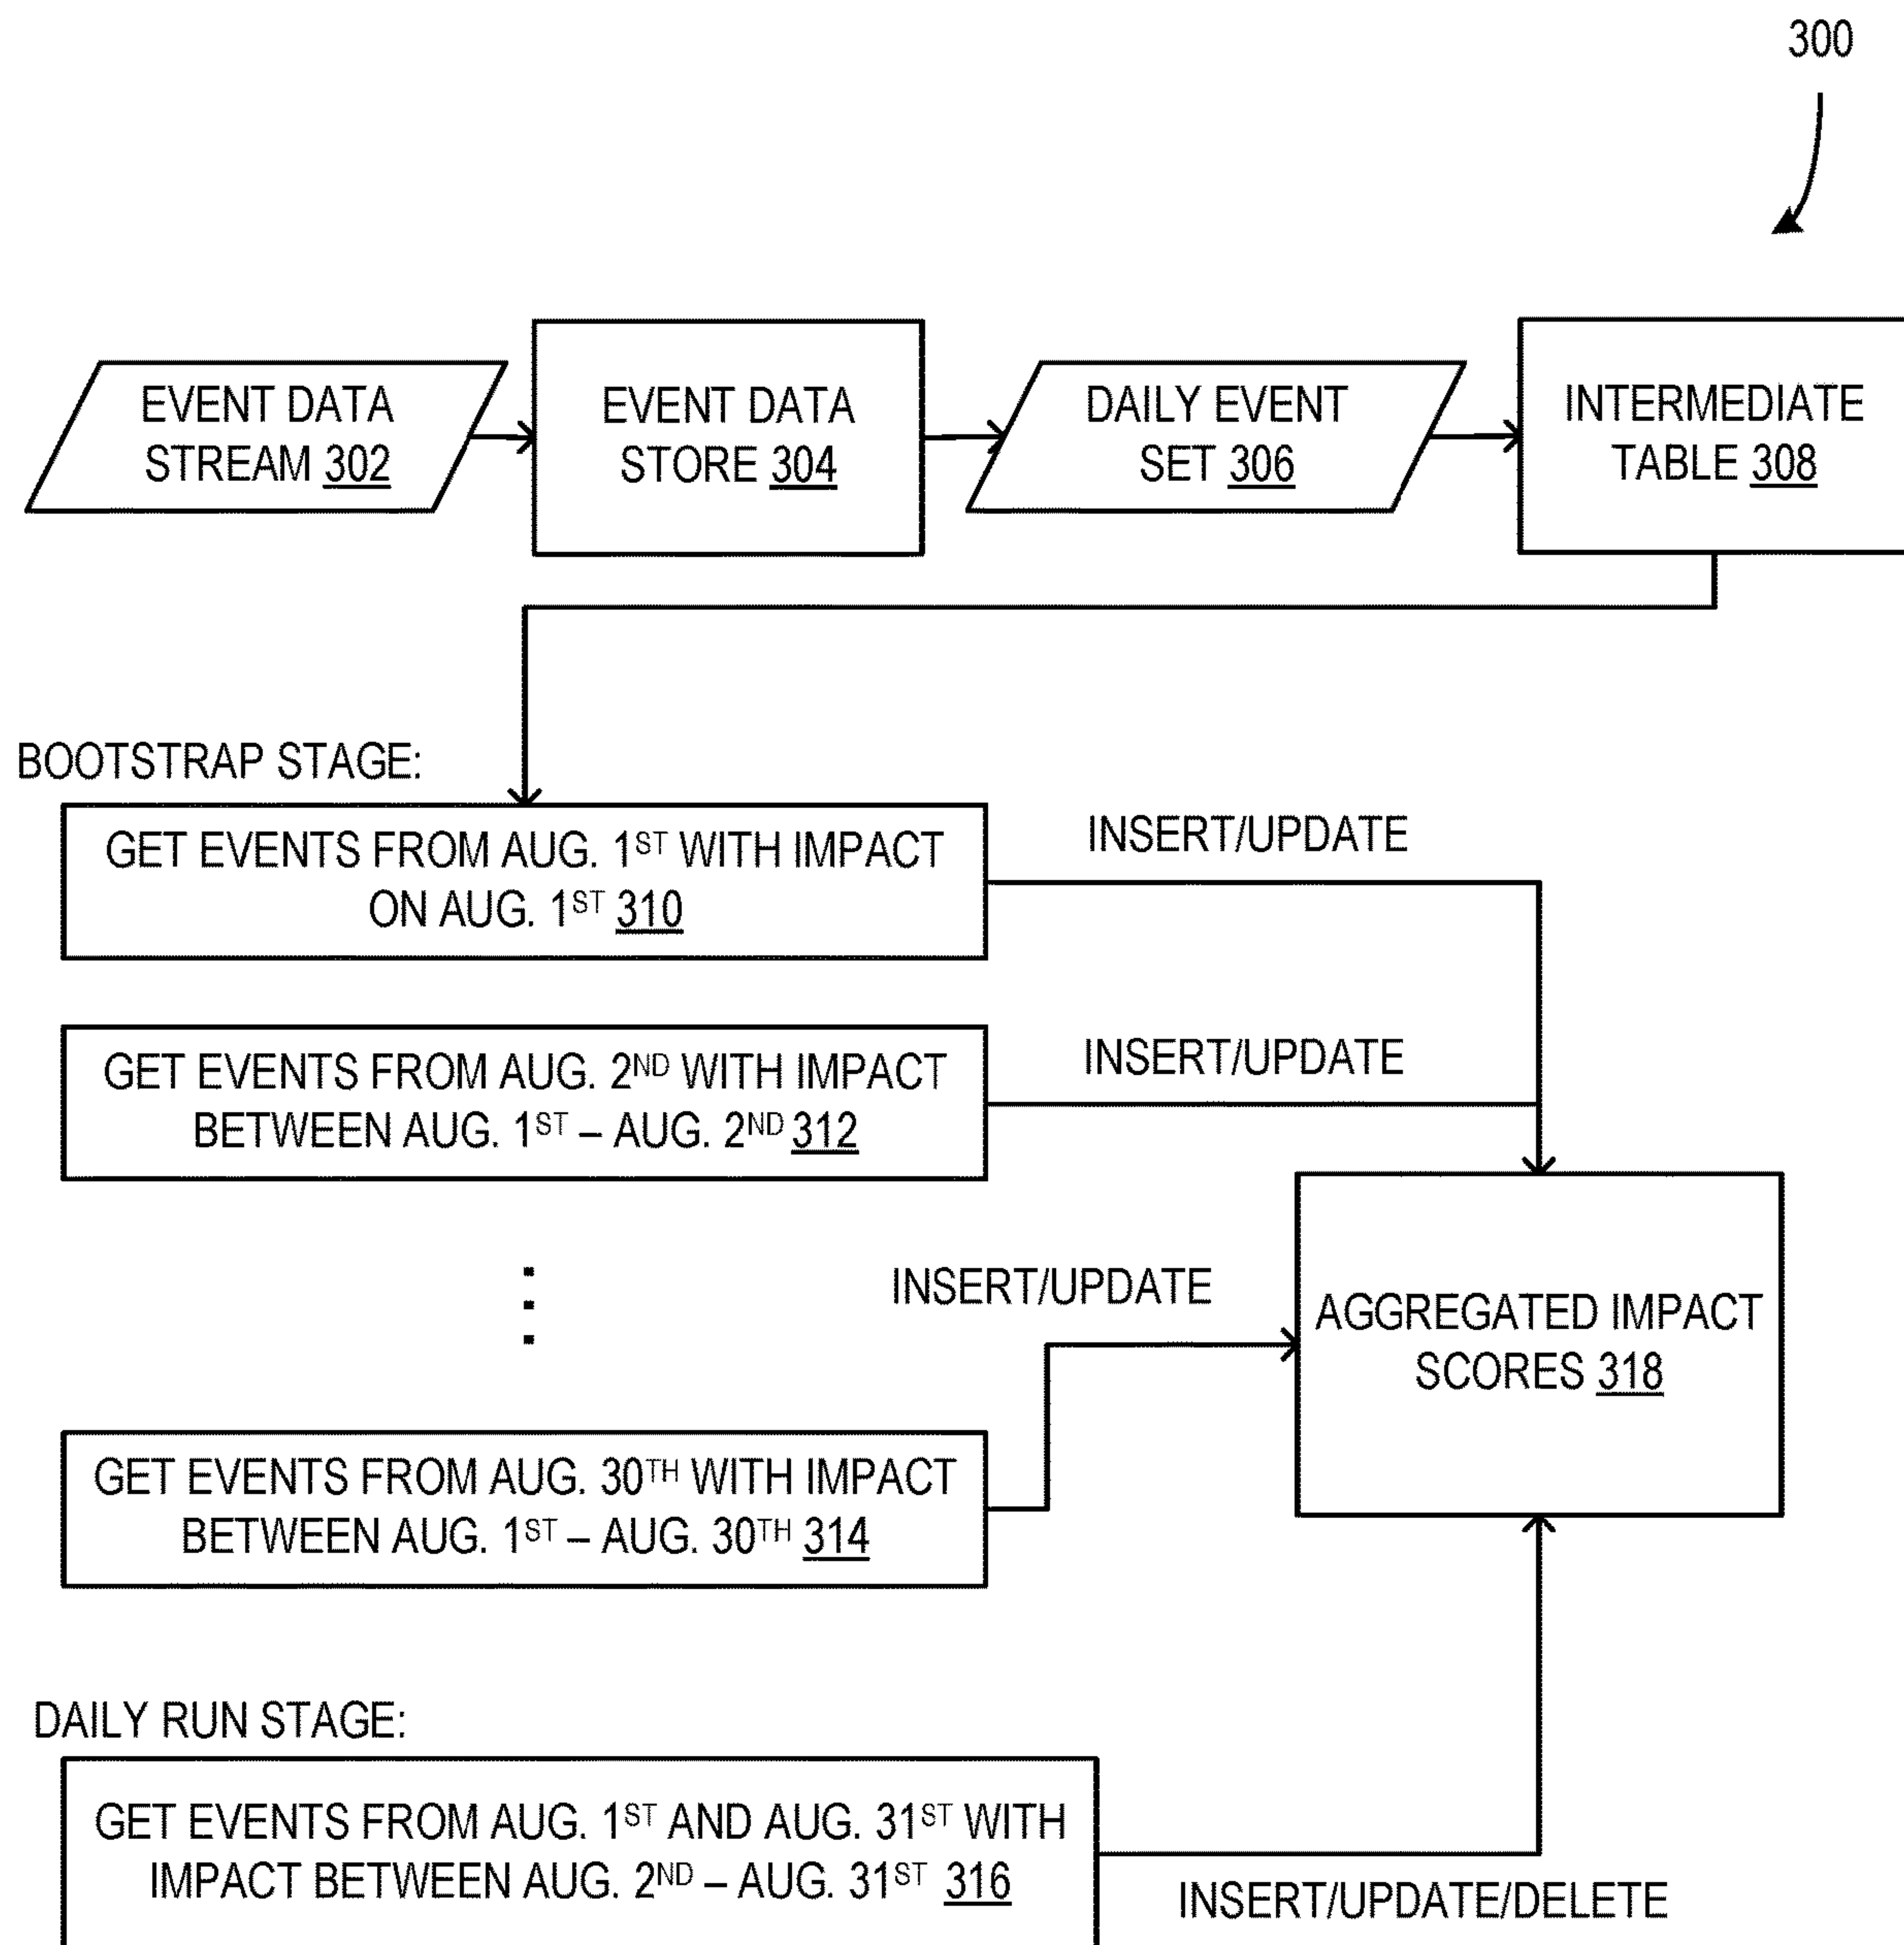 300
EVENT DATA
STREAM 302
EVENT DATA
STORE 304
DAILY EVENT
SET 306
INTERMEDIATE
TABLE 308
BOOTSTRAP STAGE:
GET EVENTS FROM AUG. 1ST WITH IMPACT
ON AUG. 1ST 310
INSERT/UPDATE
GET EVENTS FROM AUG. 2ND WITH IMPACT
BETWEEN AUG. 1ST – AUG. 2ND 312
INSERT/UPDATE
INSERT/UPDATE
AGGREGATED IMPACT
SCORES 318
GET EVENTS FROM AUG. 30TH WITH IMPACT
BETWEEN AUG. 1ST – AUG. 30TH 314
DAILY RUN STAGE:
GET EVENTS FROM AUG. 1ST AND AUG. 31ST WITH
IMPACT BETWEEN AUG. 2ND – AUG. 31ST 316
INSERT/UPDATE/DELETE